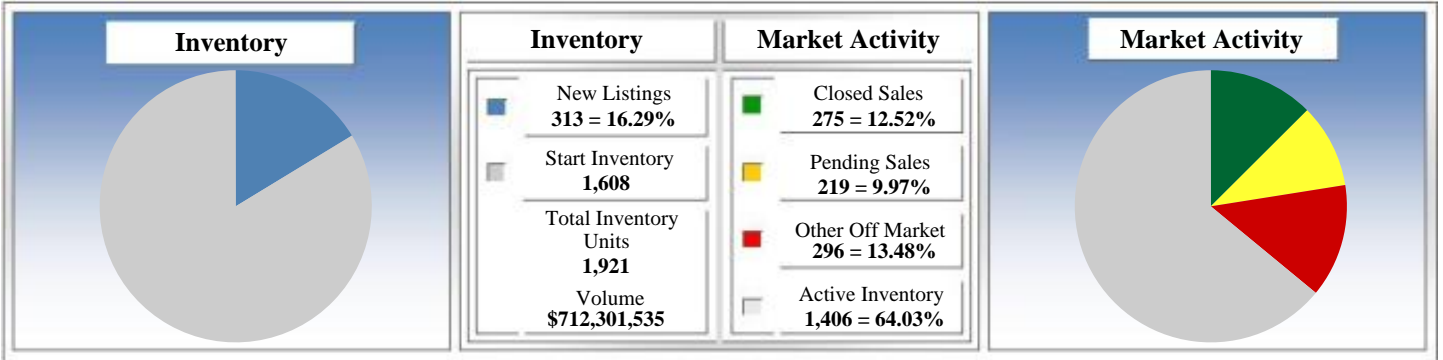 Inventory
Inventory
Market Activity
Market Activity
New Listings
313 = 16.29%
Start Inventory
1,608
Total Inventory
Units
1,921
Volume
$712,301,535
Closed Sales
275 = 12.52%
Pending Sales
219 = 9.97%
Other Off Market
296 = 13.48%
Active Inventory
1,406 = 64.03%